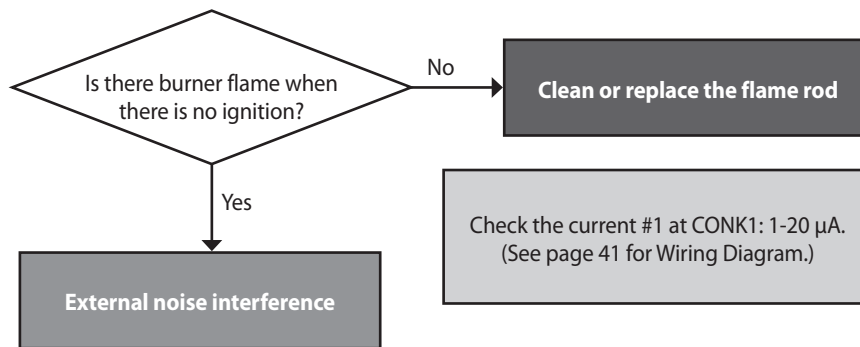 Is there burner flame when
there is no ignition?
No
Clean or replace the flame rod
Yes
Check the current #1 at CONK1: 1-20 µA.
(See page 41 for Wiring Diagram.)
External noise interference